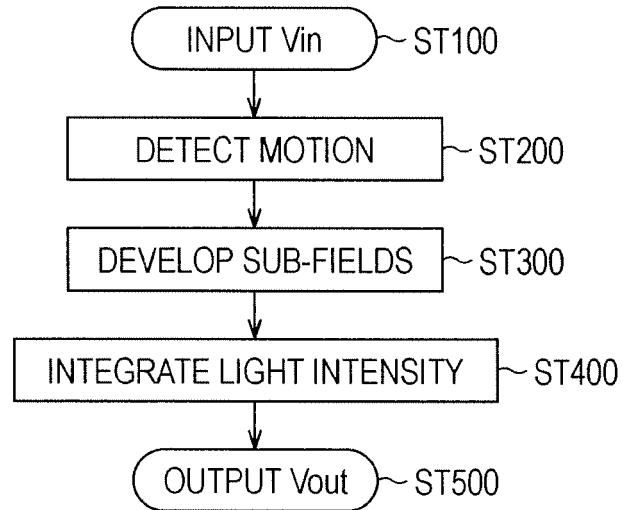 INPUT Vin ST100
DETECT MOTION ST200
DEVELOP SUB-FIELDS ST300
INTEGRATE LIGHT INTENSITY ST400
OUTPUT Vout ST500